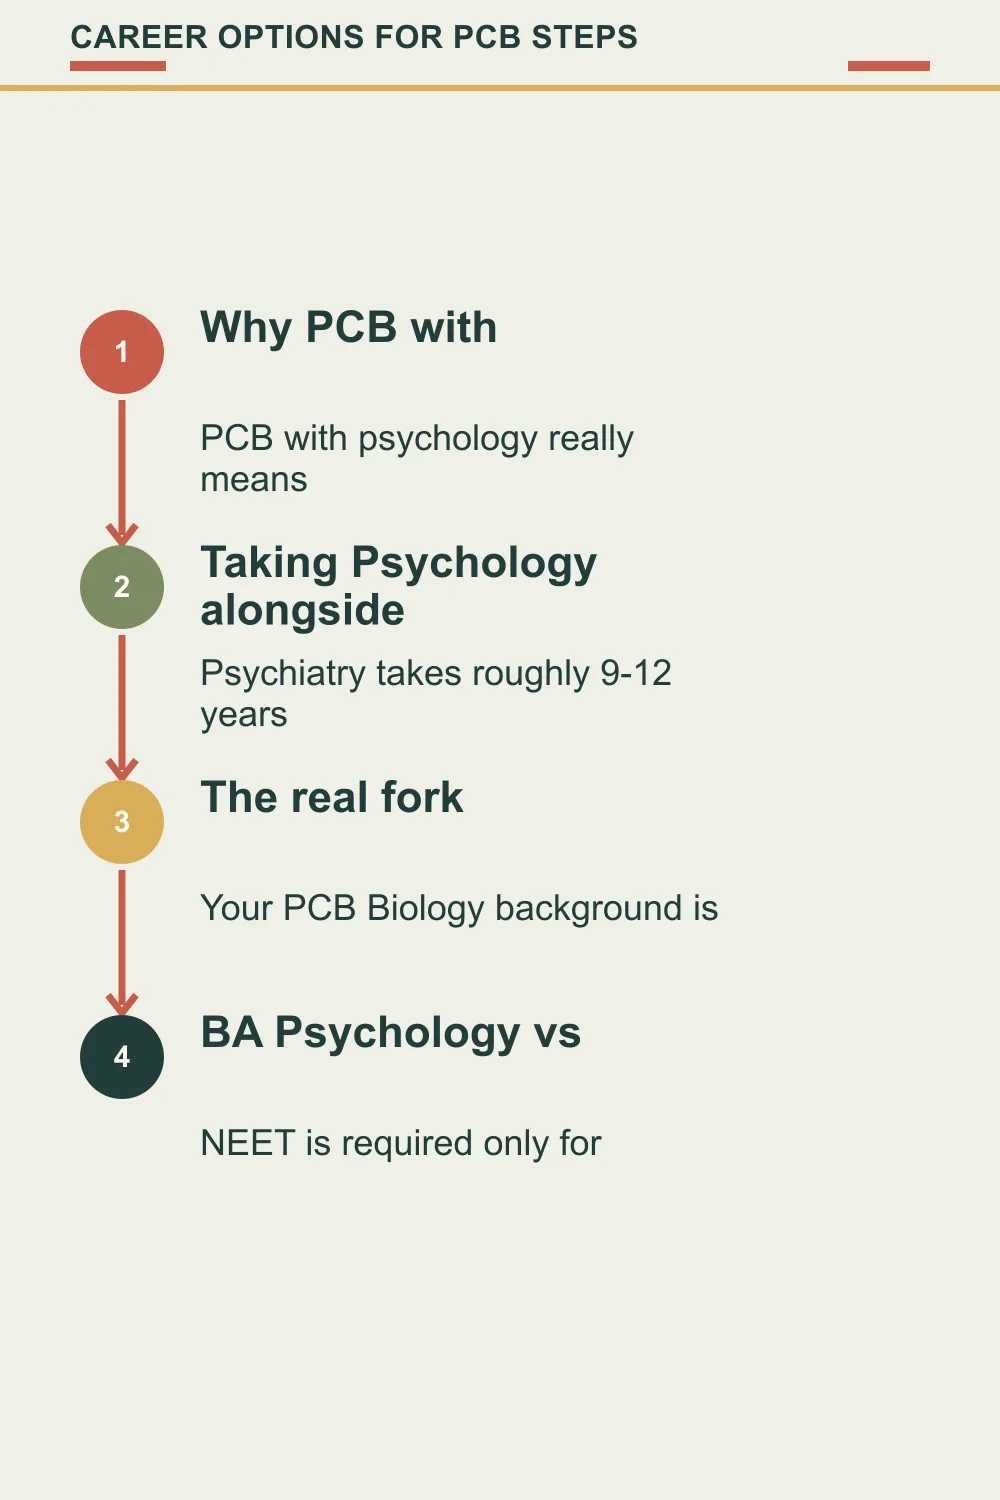 CAREER OPTIONS FOR PCB STEPS
1
Why PCB with
PCB with psychology really
means
2
Taking Psychology
alongside
Psychiatry takes roughly 9-12
years
3
The real fork
Your PCB Biology background is
4
BA Psychology vs
NEET is required only for